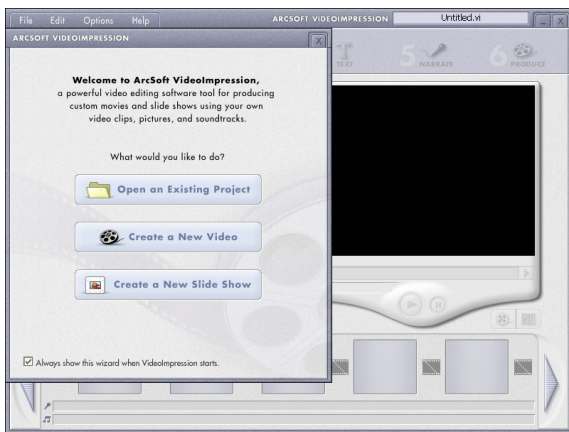 File Edit Options Help
ARCSOFT VIDEOIMPRESSION
Untitled.vi
ARCSOFT VIDEOIMPRESSION
TEXT
5 NARRATE
6 PRODUCE
Welcome to ArcSoft VideoImpression,
a powerful video editing software tool for producing
custom movies and slide shows using your own
video clips, pictures, and soundtracks.
What would you like to do?
Open an Existing Project
Create a New Video
Create a New Slide Show
Always show this wizard when VideoImpression starts.